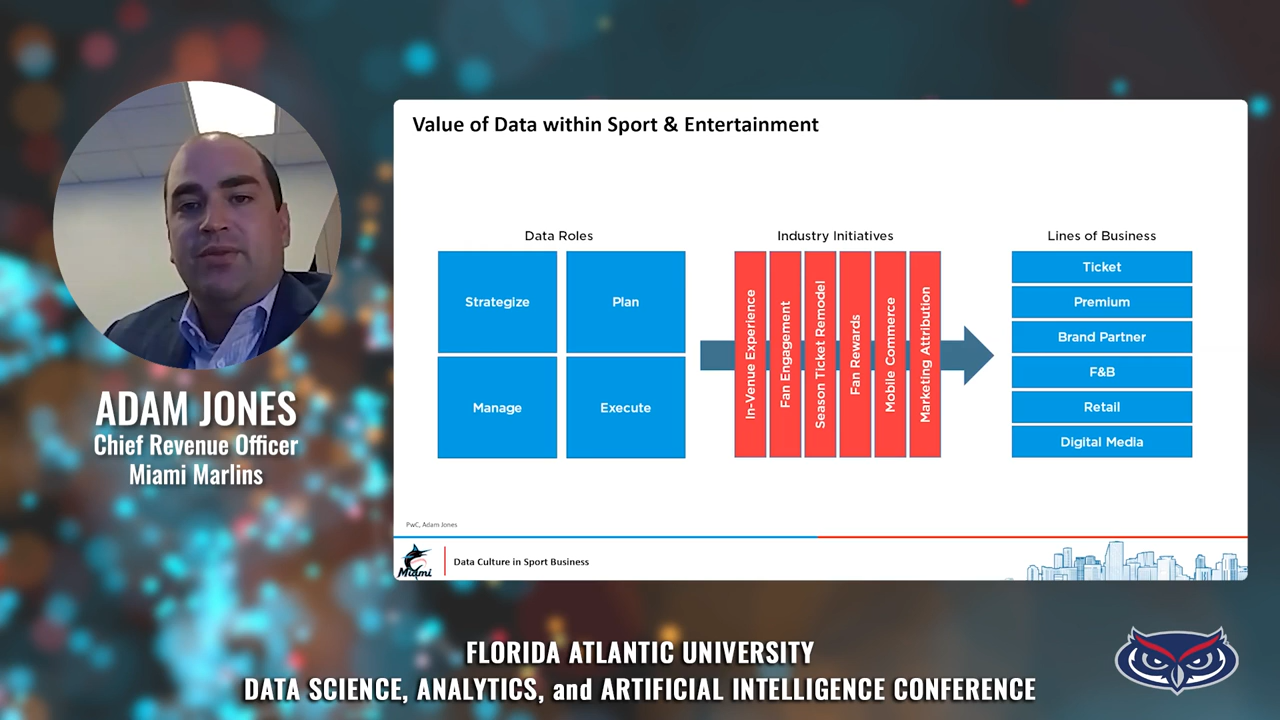 ADAM JONES
Chief Revenue Officer
Miami Marlins
Value of Data within Sport & Entertainment
Data Roles
Strategize
Plan
Manage
Execute
Industry Initiatives
In-Venue Experience
Fan Engagement
Season Ticket Remodel
Fan Rewards
Mobile Commerce
Marketing Attribution
Lines of Business
Ticket
Premium
Brand Partner
F&B
Retail
Digital Media
PwC, Adam Jones
Miami
Data Culture in Sport Business
FLORIDA ATLANTIC UNIVERSITY
DATA SCIENCE, ANALYTICS, and ARTIFICIAL INTELLIGENCE CONFERENCE